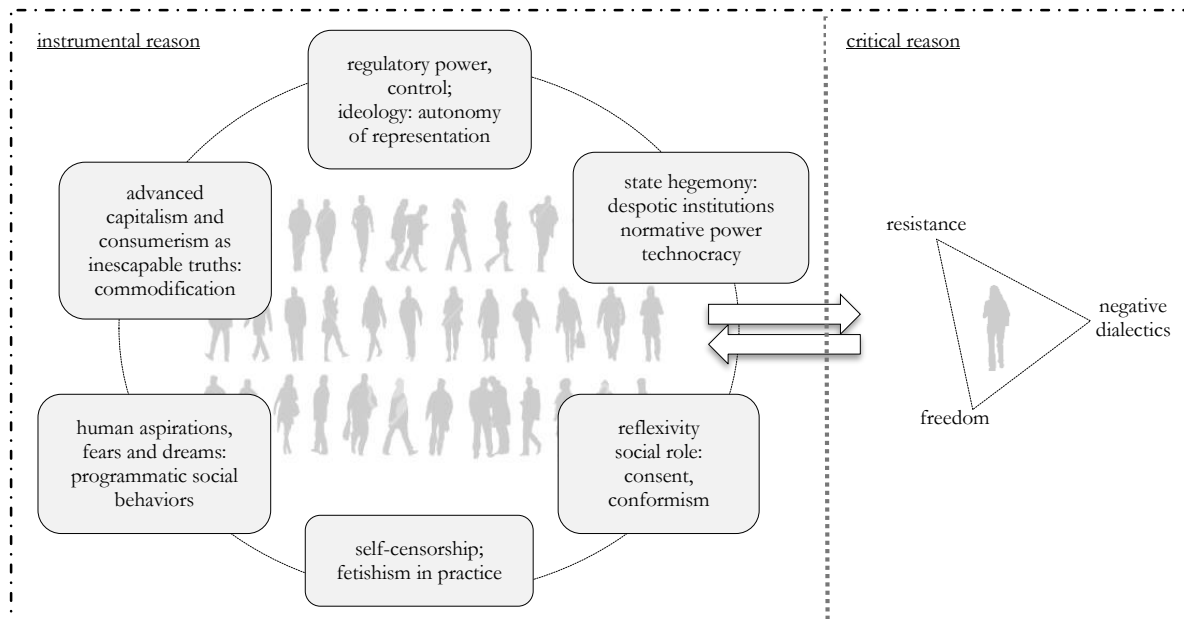 instrumental reason
critical reason
regulatory power,
control;
ideology: autonomy
of representation
advanced
capitalism and
consumerism as
inescapable truths:
commodification
state hegemony:
despotic institutions
normative power
technocracy
human aspirations,
fears and dreams:
programmatic social
behaviors
reflexivity
social role:
consent,
conformism
self-censorship;
fetishism in practice
resistance
negative
dialectics
freedom